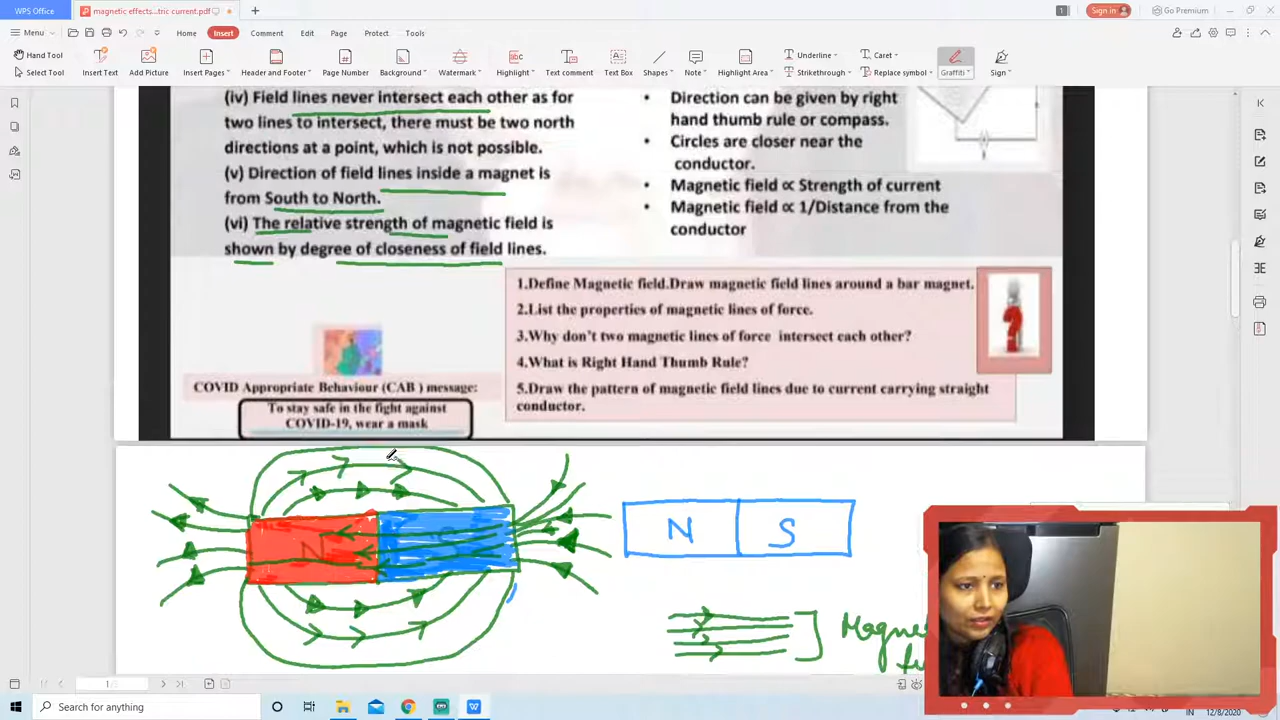 WPS Office
magnetic effects...tric current.pdf
1
Sign in
Go Premium
Menu
Home
Insert
Comment
Edit
Page
Protect
Tools
Hand Tool
Select Tool
Insert Text
Add Picture
Insert Pages
Page Number
Header and Footer
Background
Watermark
Highlight
Text comment
Text Box
Shapes
Note
Highlight Area
Underline
Strikethrough
Caret
Replace symbol
Graffiti
Sign
(iv) Field lines never intersect each other as for
two lines to intersect, there must be two north
directions at a point, which is not possible.
(v) Direction of field lines inside a magnet is
from South to North.
(vi) The relative strength of magnetic field is
shown by degree of closeness of field lines.
• Direction can be given by right
hand thumb rule or compass.
• Circles are closer near the
conductor.
• Magnetic field ∝ Strength of current
• Magnetic field ∝ 1/Distance from the
conductor
1.Define Magnetic field.Draw magnetic field lines around a bar magnet.
2.List the properties of magnetic lines of force.
3.Why don't two magnetic lines of force intersect each other?
4.What is Right Hand Thumb Rule?
5.Draw the pattern of magnetic field lines due to current carrying straight
conductor.
COVID Appropriate Behaviour (CAB ) message:
To stay safe in the fight against
COVID-19, wear a mask
N
N S
Magne
Search for anything
IN
12/8/2020